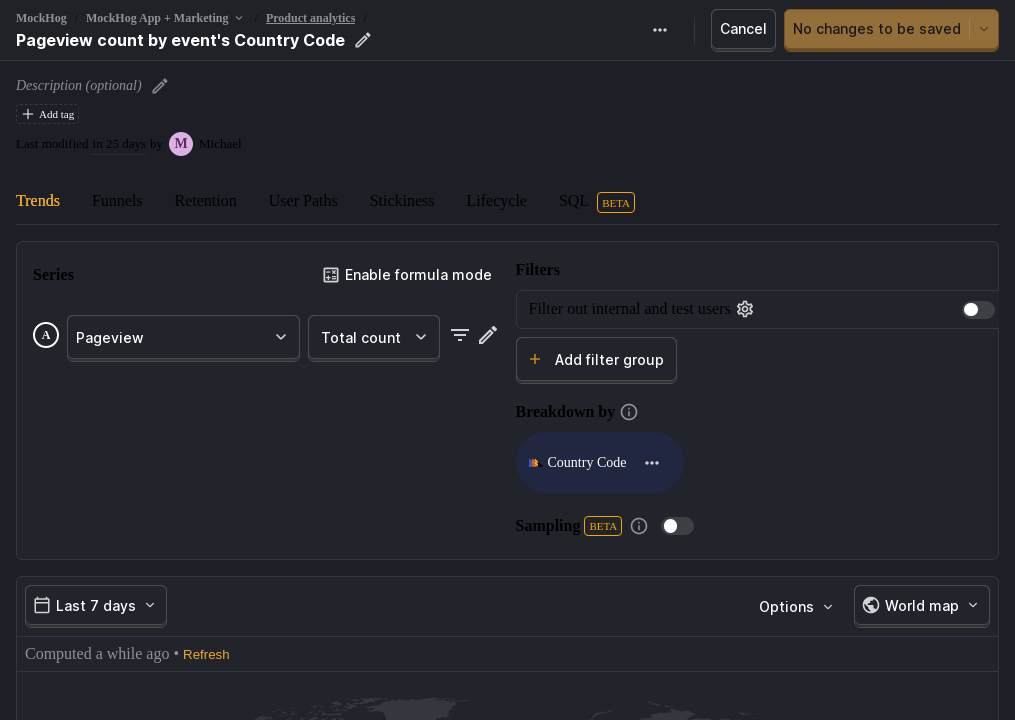 MockHog / MockHog App + Marketing / Product analytics /
Pageview count by event's Country Code
Cancel
No changes to be saved
Description (optional)
Add tag
Last modified in 25 days by M Michael
Trends Funnels Retention User Paths Stickiness Lifecycle SQL BETA
Series
Enable formula mode
A Pageview Total count
Filters
Filter out internal and test users
Add filter group
Breakdown by
Country Code
Sampling BETA
Last 7 days
Options
World map
Computed a while ago • Refresh